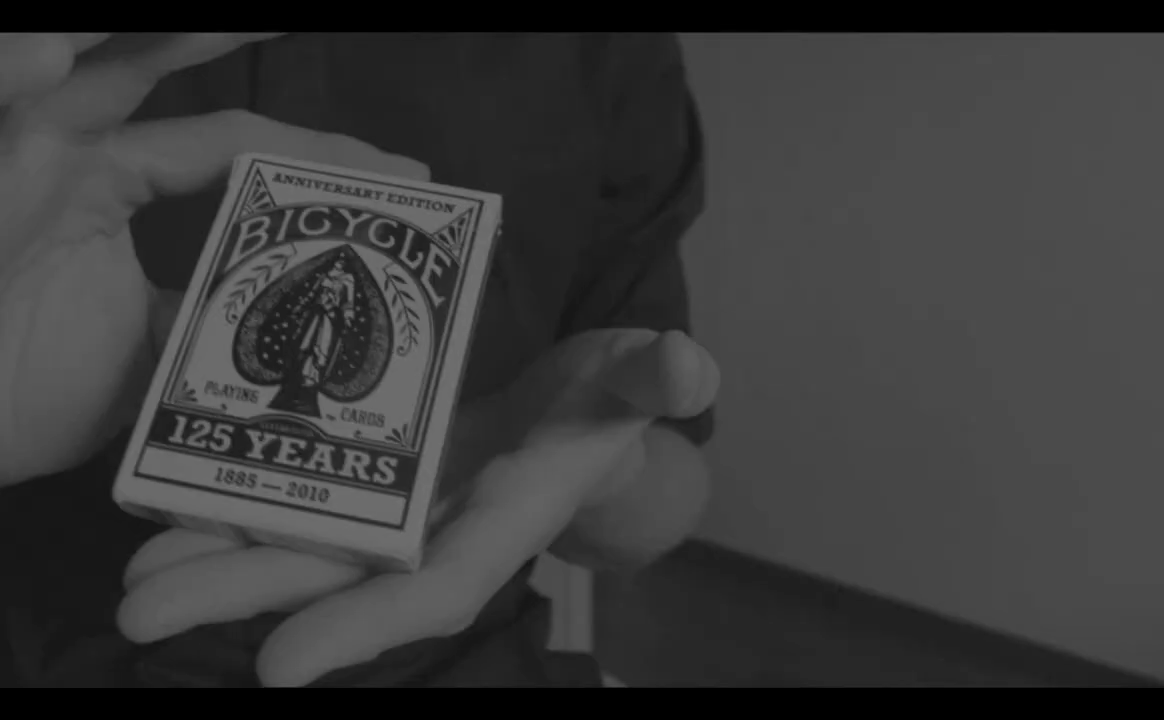 ANNIVERSARY EDITION
BICYCLE
PLAYING CARDS
125 YEARS
1885 — 2010